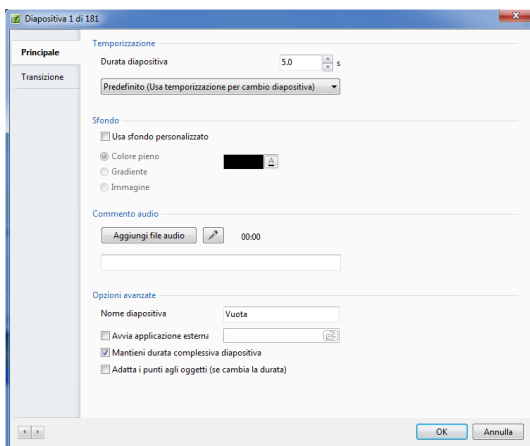 Diapositiva 1 di 181
Principale
Transizione
Temporizzazione
Durata diapositiva 5.0 s
Predefinito (Usa temporizzazione per cambio diapositiva)
Sfondo
Usa sfondo personalizzato
Colore pieno
A
Gradiente
Immagine
Commento audio
Aggiungi file audio 00:00
Opzioni avanzate
Nome diapositiva Vuota
Avvia applicazione esterna
Mantieni durata complessiva diapositiva
Adatta i punti agli oggetti (se cambia la durata)
OK Annulla